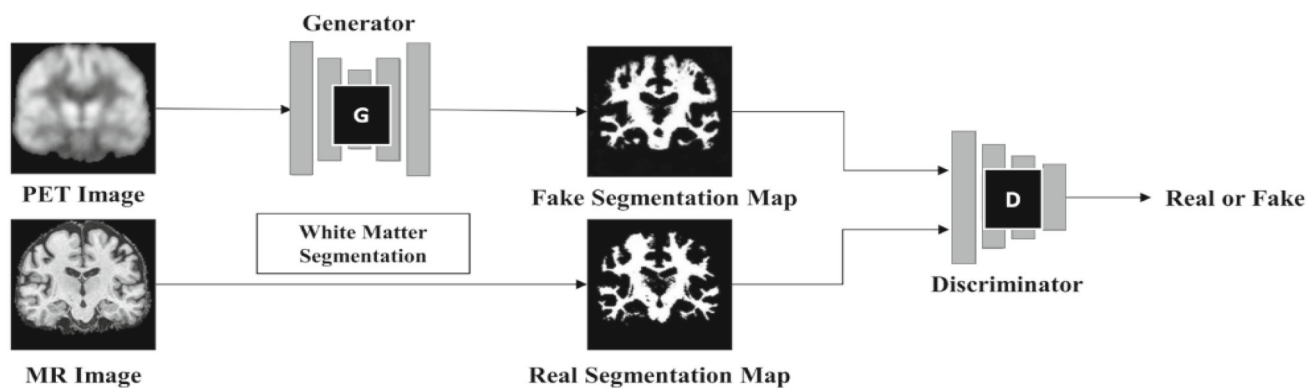 Generator
G
PET Image
Fake Segmentation Map
White Matter
Segmentation
D
Real or Fake
Discriminator
MR Image
Real Segmentation Map